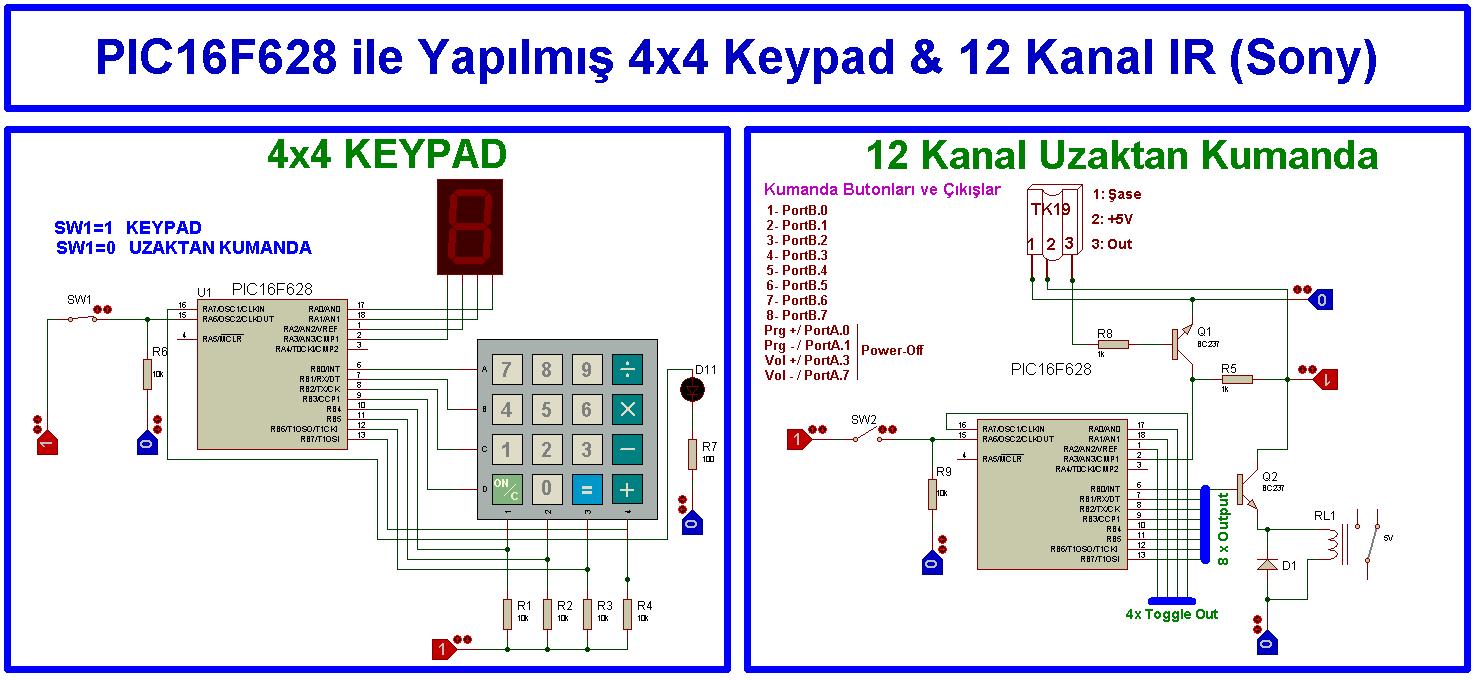 PIC16F628 ile Yapılmış 4x4 Keypad & 12 Kanal IR (Sony)
4x4 KEYPAD
SW1=1 KEYPAD
SW1=0 UZAKTAN KUMANDA
SW1
U1
PIC16F628
16 RA7/OSC1/CLKIN RA0/AN0 17
15 RA6/OSC2/CLKOUT RA1/AN1 18
RA2/AN2/VREF 1
4 RA5/MCLR RA3/AN3/CMP1 2
RA4/T0CKI/CMP2 3
RB0/INT 6
RB1/RX/DT 7
RB2/TX/CK 8
RB3/CCP1 9
RB4 10
RB5 11
RB6/T1OSO/T1CKI 12
RB7/T1OSI 13
R6
10k
1
0
A 7 8 9 ÷
B 4 5 6 ×
C 1 2 3 −
D ON/C 0 = +
1 2 3 4
D11
R7
100
0
R1 R2 R3 R4
10k 10k 10k 10k
1
12 Kanal Uzaktan Kumanda
Kumanda Butonları ve Çıkışlar
1- PortB.0
2- PortB.1
3- PortB.2
4- PortB.3
5- PortB.4
6- PortB.5
7- PortB.6
8- PortB.7
Prg +/ PortA.0
Prg - / PortA.1
Vol +/ PortA.3
Vol - / PortA.7
Power-Off
TK19
1 2 3
1: Şase
2: +5V
3: Out
0
R8
1k
Q1
BC237
R5
1k
1
PIC16F628
SW2
1
16 RA7/OSC1/CLKIN RA0/AN0 17
15 RA6/OSC2/CLKOUT RA1/AN1 18
RA2/AN2/VREF 1
4 RA5/MCLR RA3/AN3/CMP1 2
RA4/T0CKI/CMP2 3
RB0/INT 6
RB1/RX/DT 7
RB2/TX/CK 8
RB3/CCP1 9
RB4 10
RB5 11
RB6/T1OSO/T1CKI 12
RB7/T1OSI 13
R9
10k
0
8 x Output
4x Toggle Out
Q2
BC237
RL1
5V
D1
0